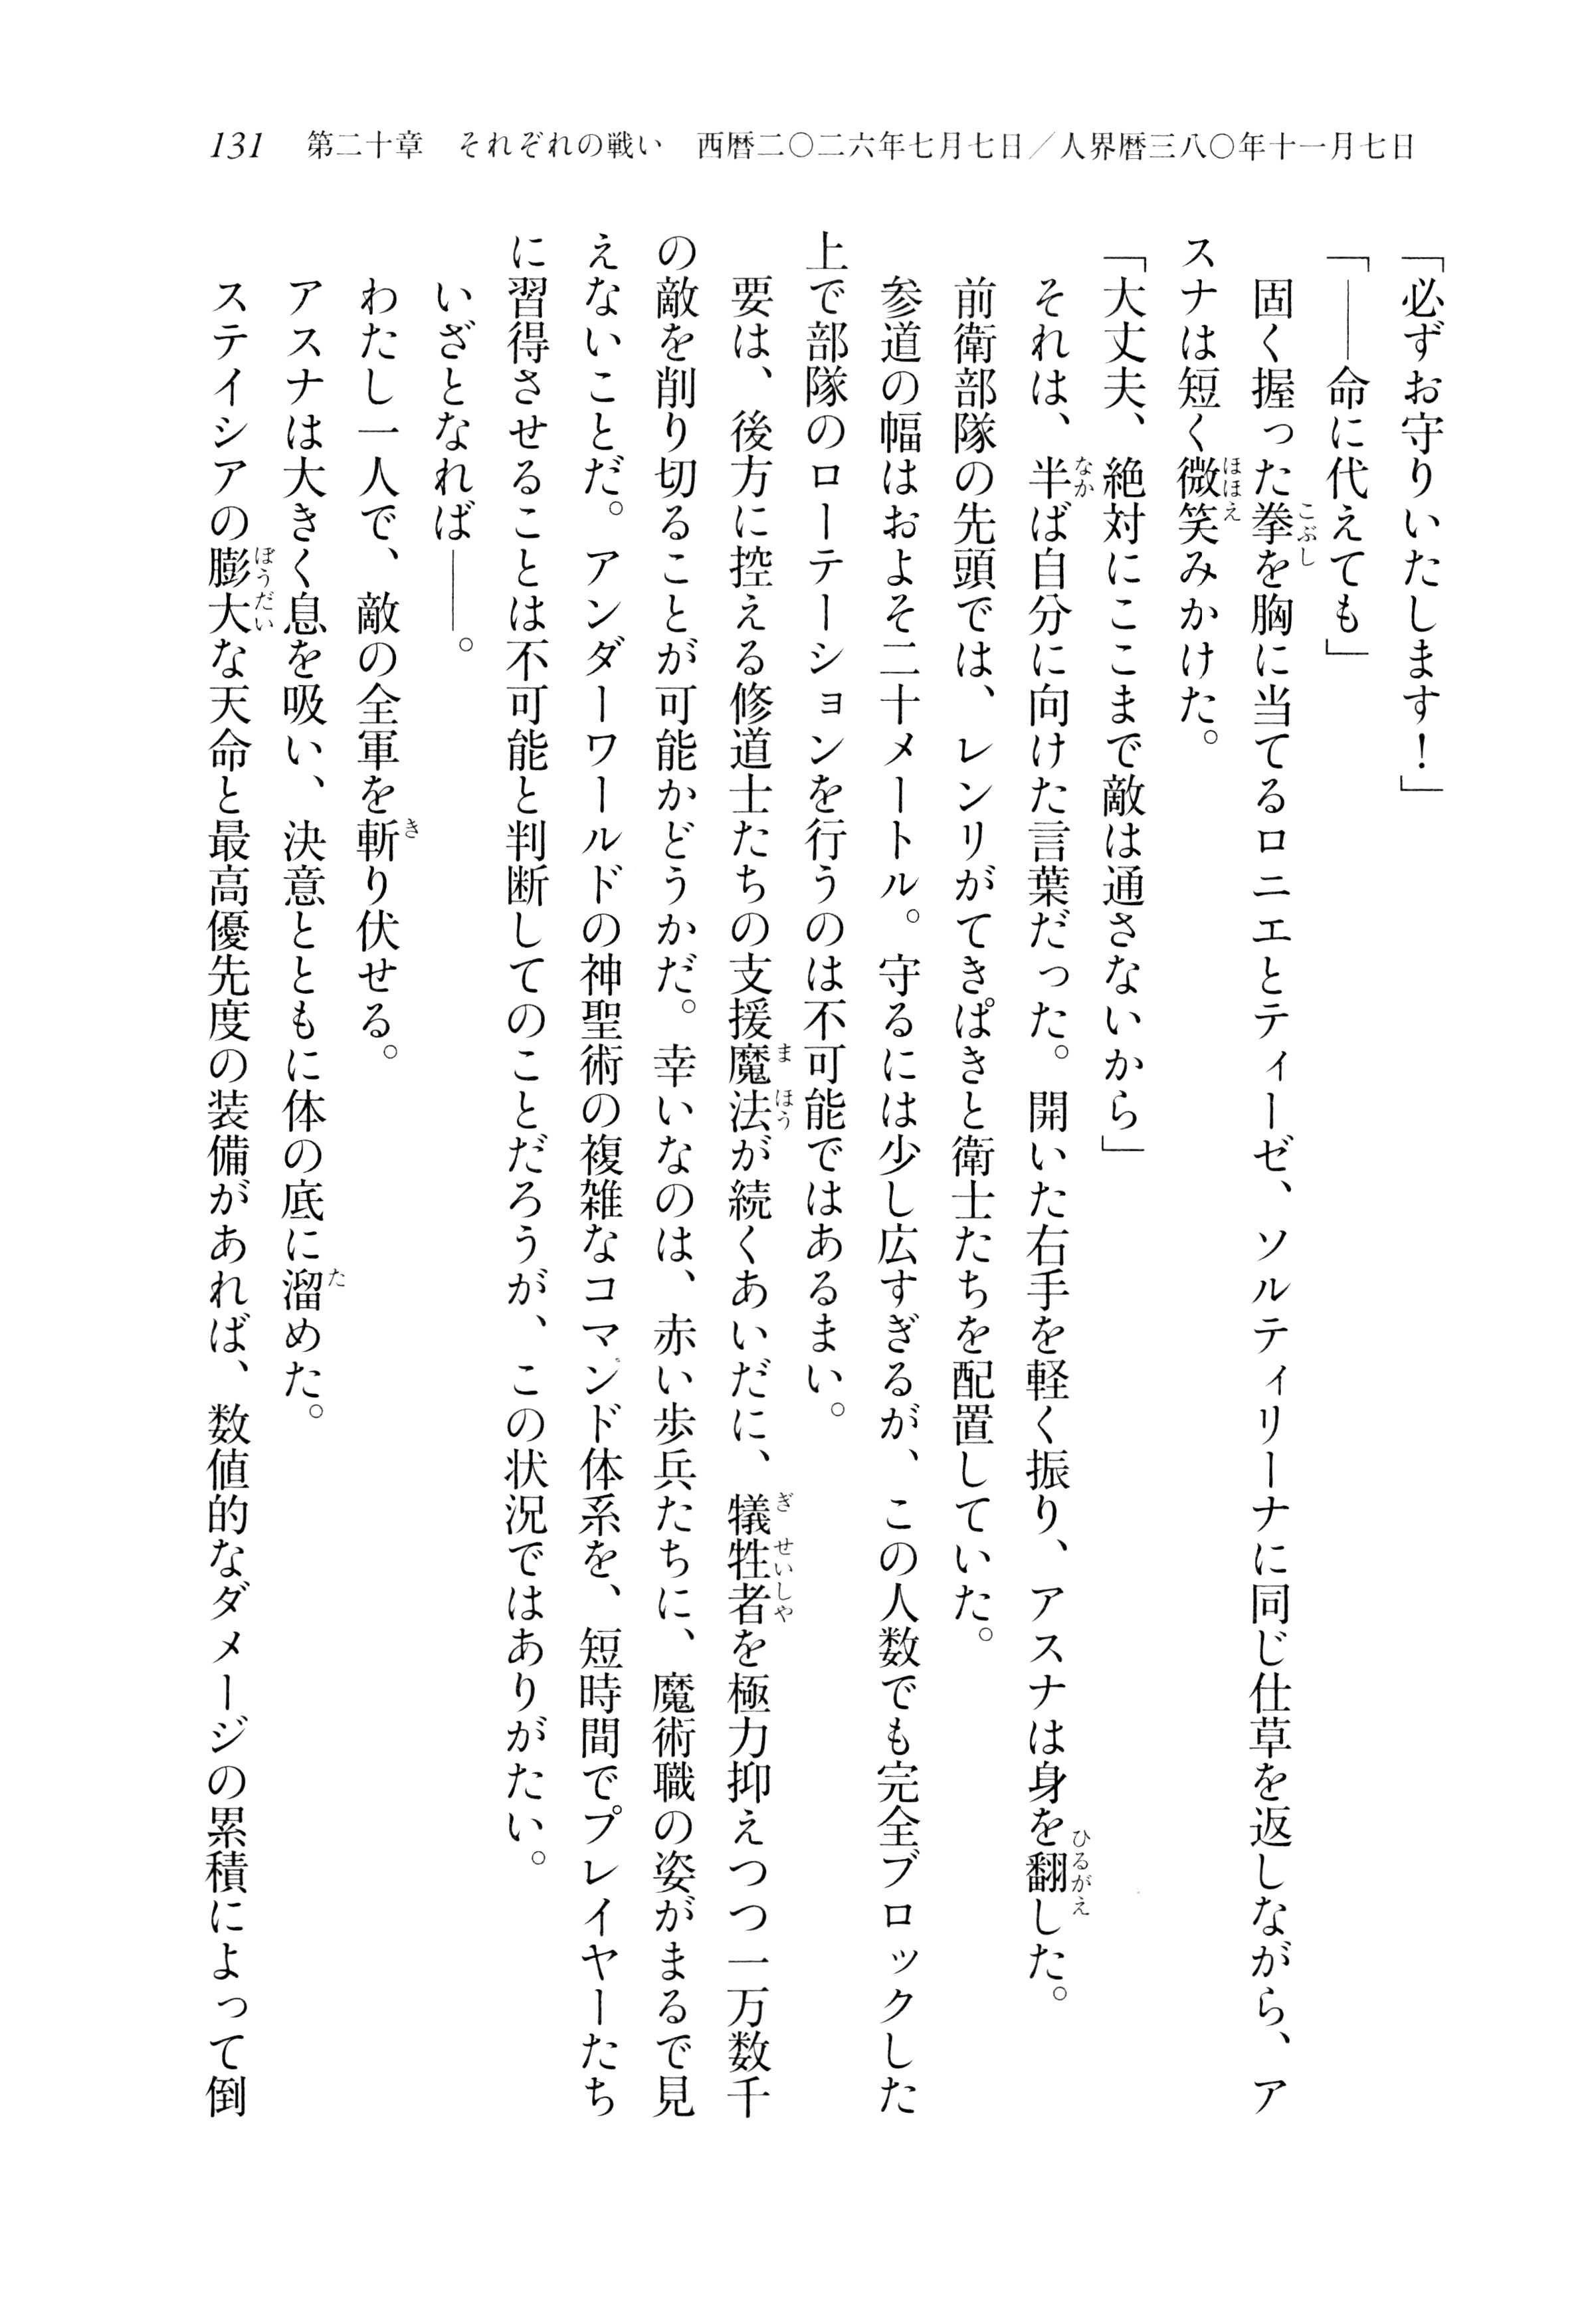 131　第二十章　それぞれの戦い　西暦二〇二六年七月七日／人界暦三八〇年十一月七日
「必ずお守りいたします！」
「――命に代えても」
　固く握った拳を胸に当てるロニエとティーゼ、ソルティリーナに同じ仕草を返しながら、ア
スナは短く微笑みかけた。
「大丈夫、絶対にここまで敵は通さないから」
　それは、半ば自分に向けた言葉だった。開いた右手を軽く振り、アスナは身を翻した。
　前衛部隊の先頭では、レンリがてきぱきと衛士たちを配置していた。
　参道の幅はおよそ二十メートル。守るには少し広すぎるが、この人数でも完全ブロックした
上で部隊のローテーションを行うのは不可能ではあるまい。
　要は、後方に控える修道士たちの支援魔法が続くあいだに、犠牲者を極力抑えつつ一万数千
の敵を削り切ることが可能かどうかだ。幸いなのは、赤い歩兵たちに、魔術職の姿がまるで見
えないことだ。アンダーワールドの神聖術の複雑なコマンド体系を、短時間でプレイヤーたち
に習得させることは不可能と判断してのことだろうが、この状況ではありがたい。
　いざとなれば――。
　わたし一人で、敵の全軍を斬り伏せる。
　アスナは大きく息を吸い、決意とともに体の底に溜めた。
　ステイシアの膨大な天命と最高優先度の装備があれば、数値的なダメージの累積によって倒